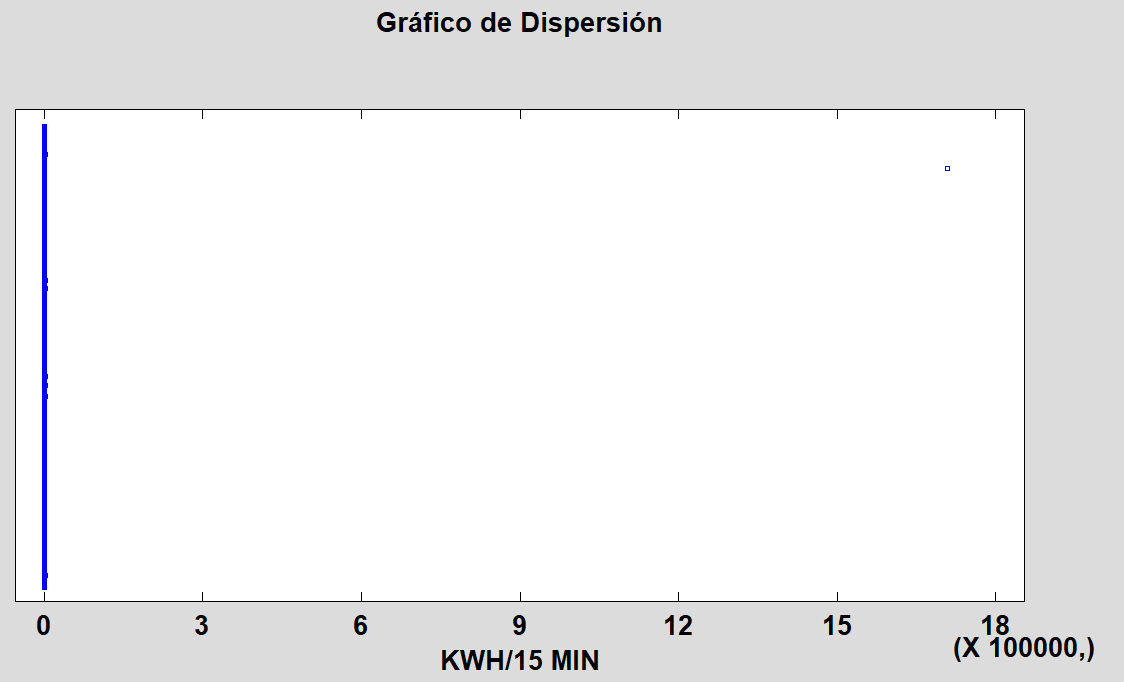 Gráfico de Dispersión
0 3 6 9 12 15 18
(X 100000,)
KWH/15 MIN